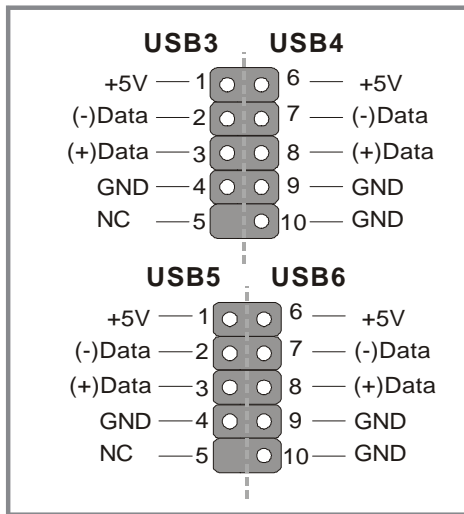 USB3 USB4
+5V 1 6 +5V
(-)Data 2 7 (-)Data
(+)Data 3 8 (+)Data
GND 4 9 GND
NC 5 10 GND
USB5 USB6
+5V 1 6 +5V
(-)Data 2 7 (-)Data
(+)Data 3 8 (+)Data
GND 4 9 GND
NC 5 10 GND